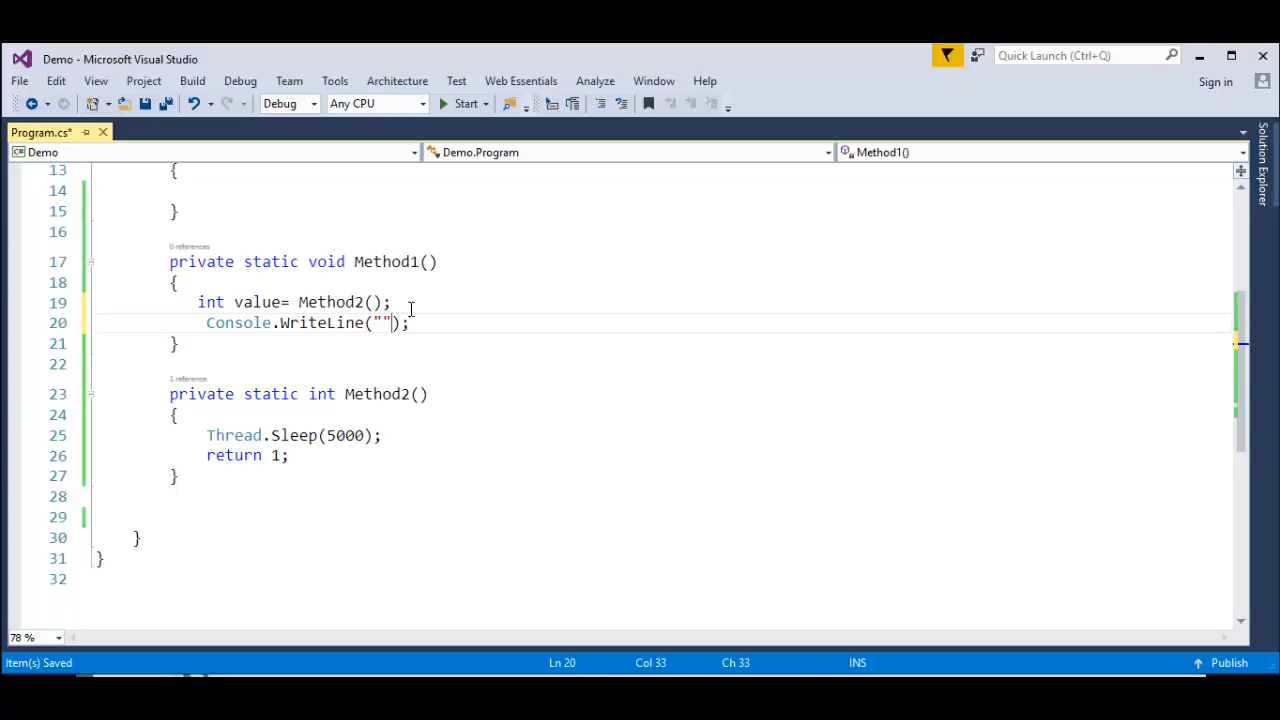 Demo - Microsoft Visual Studio
Quick Launch (Ctrl+Q)
File Edit View Project Build Debug Team Tools Architecture Test Web Essentials Analyze Window Help
Sign in
Debug Any CPU Start
Program.cs*
Demo Demo.Program Method1()
Solution Explorer
13 {
14
15 }
16
0 references
17 private static void Method1()
18 {
19 int value= Method2();
20 Console.WriteLine("");
21 }
22
1 reference
23 private static int Method2()
24 {
25 Thread.Sleep(5000);
26 return 1;
27 }
28
29
30 }
31 }
32
78 %
Item(s) Saved Ln 20 Col 33 Ch 33 INS Publish